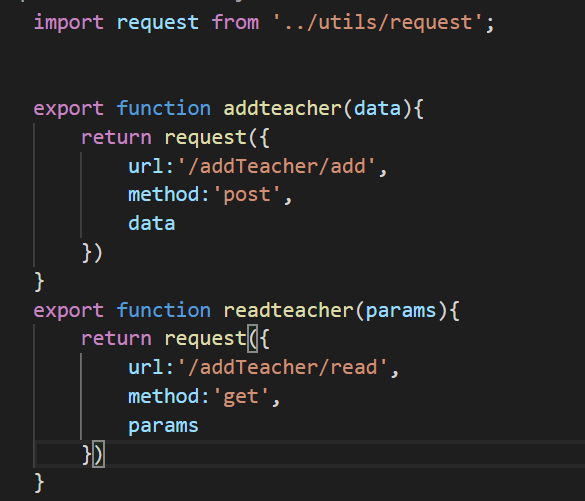 import request from '../utils/request';
export function addteacher(data){
return request({
url:'/addTeacher/add',
method:'post',
data
})
}
export function readteacher(params){
return request({
url:'/addTeacher/read',
method:'get',
params
})
}